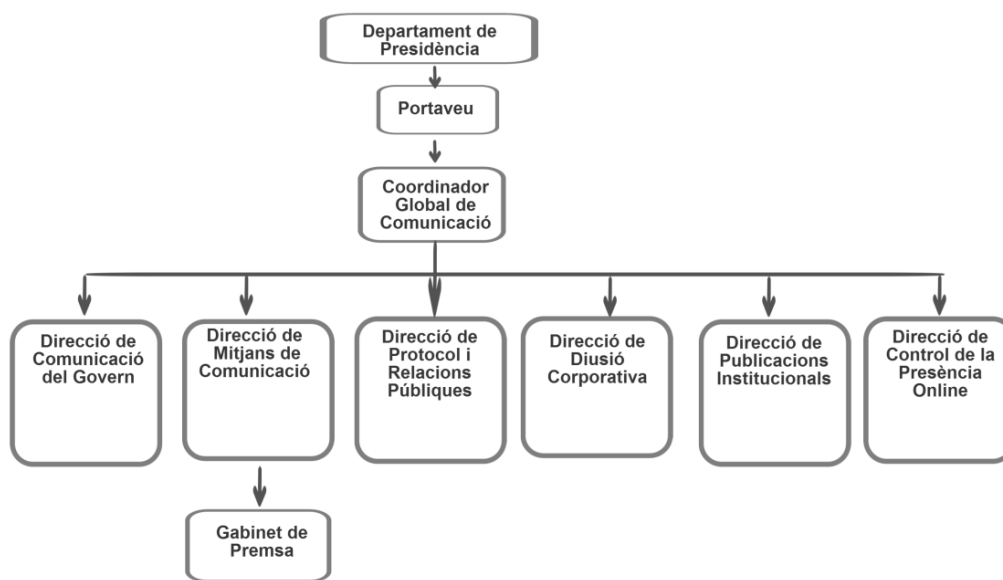 Departament de
Presidència
Portaveu
Coordinador
Global de
Comunicació
Direcció de
Comunicació
del Govern
Direcció de
Mitjans de
Comunicació
Direcció de
Protocol i
Relacions
Públiques
Direcció de
Diusió
Corporativa
Direcció de
Publicacions
Institucionals
Direcció de
Control de la
Presència
Online
Gabinet de
Premsa